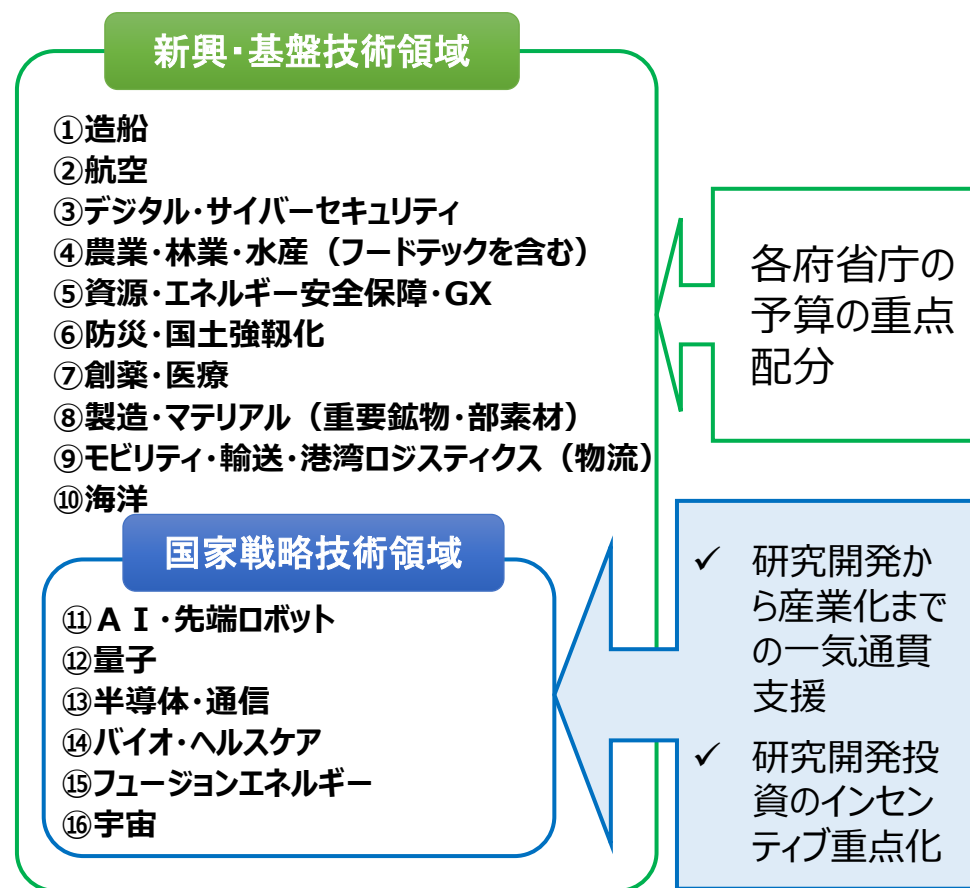 新興・基盤技術領域
①造船
②航空
③デジタル・サイバーセキュリティ
④農業・林業・水産（フードテックを含む）
⑤資源・エネルギー安全保障・GX
⑥防災・国土強靱化
⑦創薬・医療
⑧製造・マテリアル（重要鉱物・部素材）
⑨モビリティ・輸送・港湾ロジスティクス（物流）
⑩海洋
国家戦略技術領域
⑪ＡＩ・先端ロボット
⑫量子
⑬半導体・通信
⑭バイオ・ヘルスケア
⑮フュージョンエネルギー
⑯宇宙
各府省庁の
予算の重点
配分
✓ 研究開発か
ら産業化まで
の一気通貫
支援
✓ 研究開発投
資のインセン
ティブ重点化